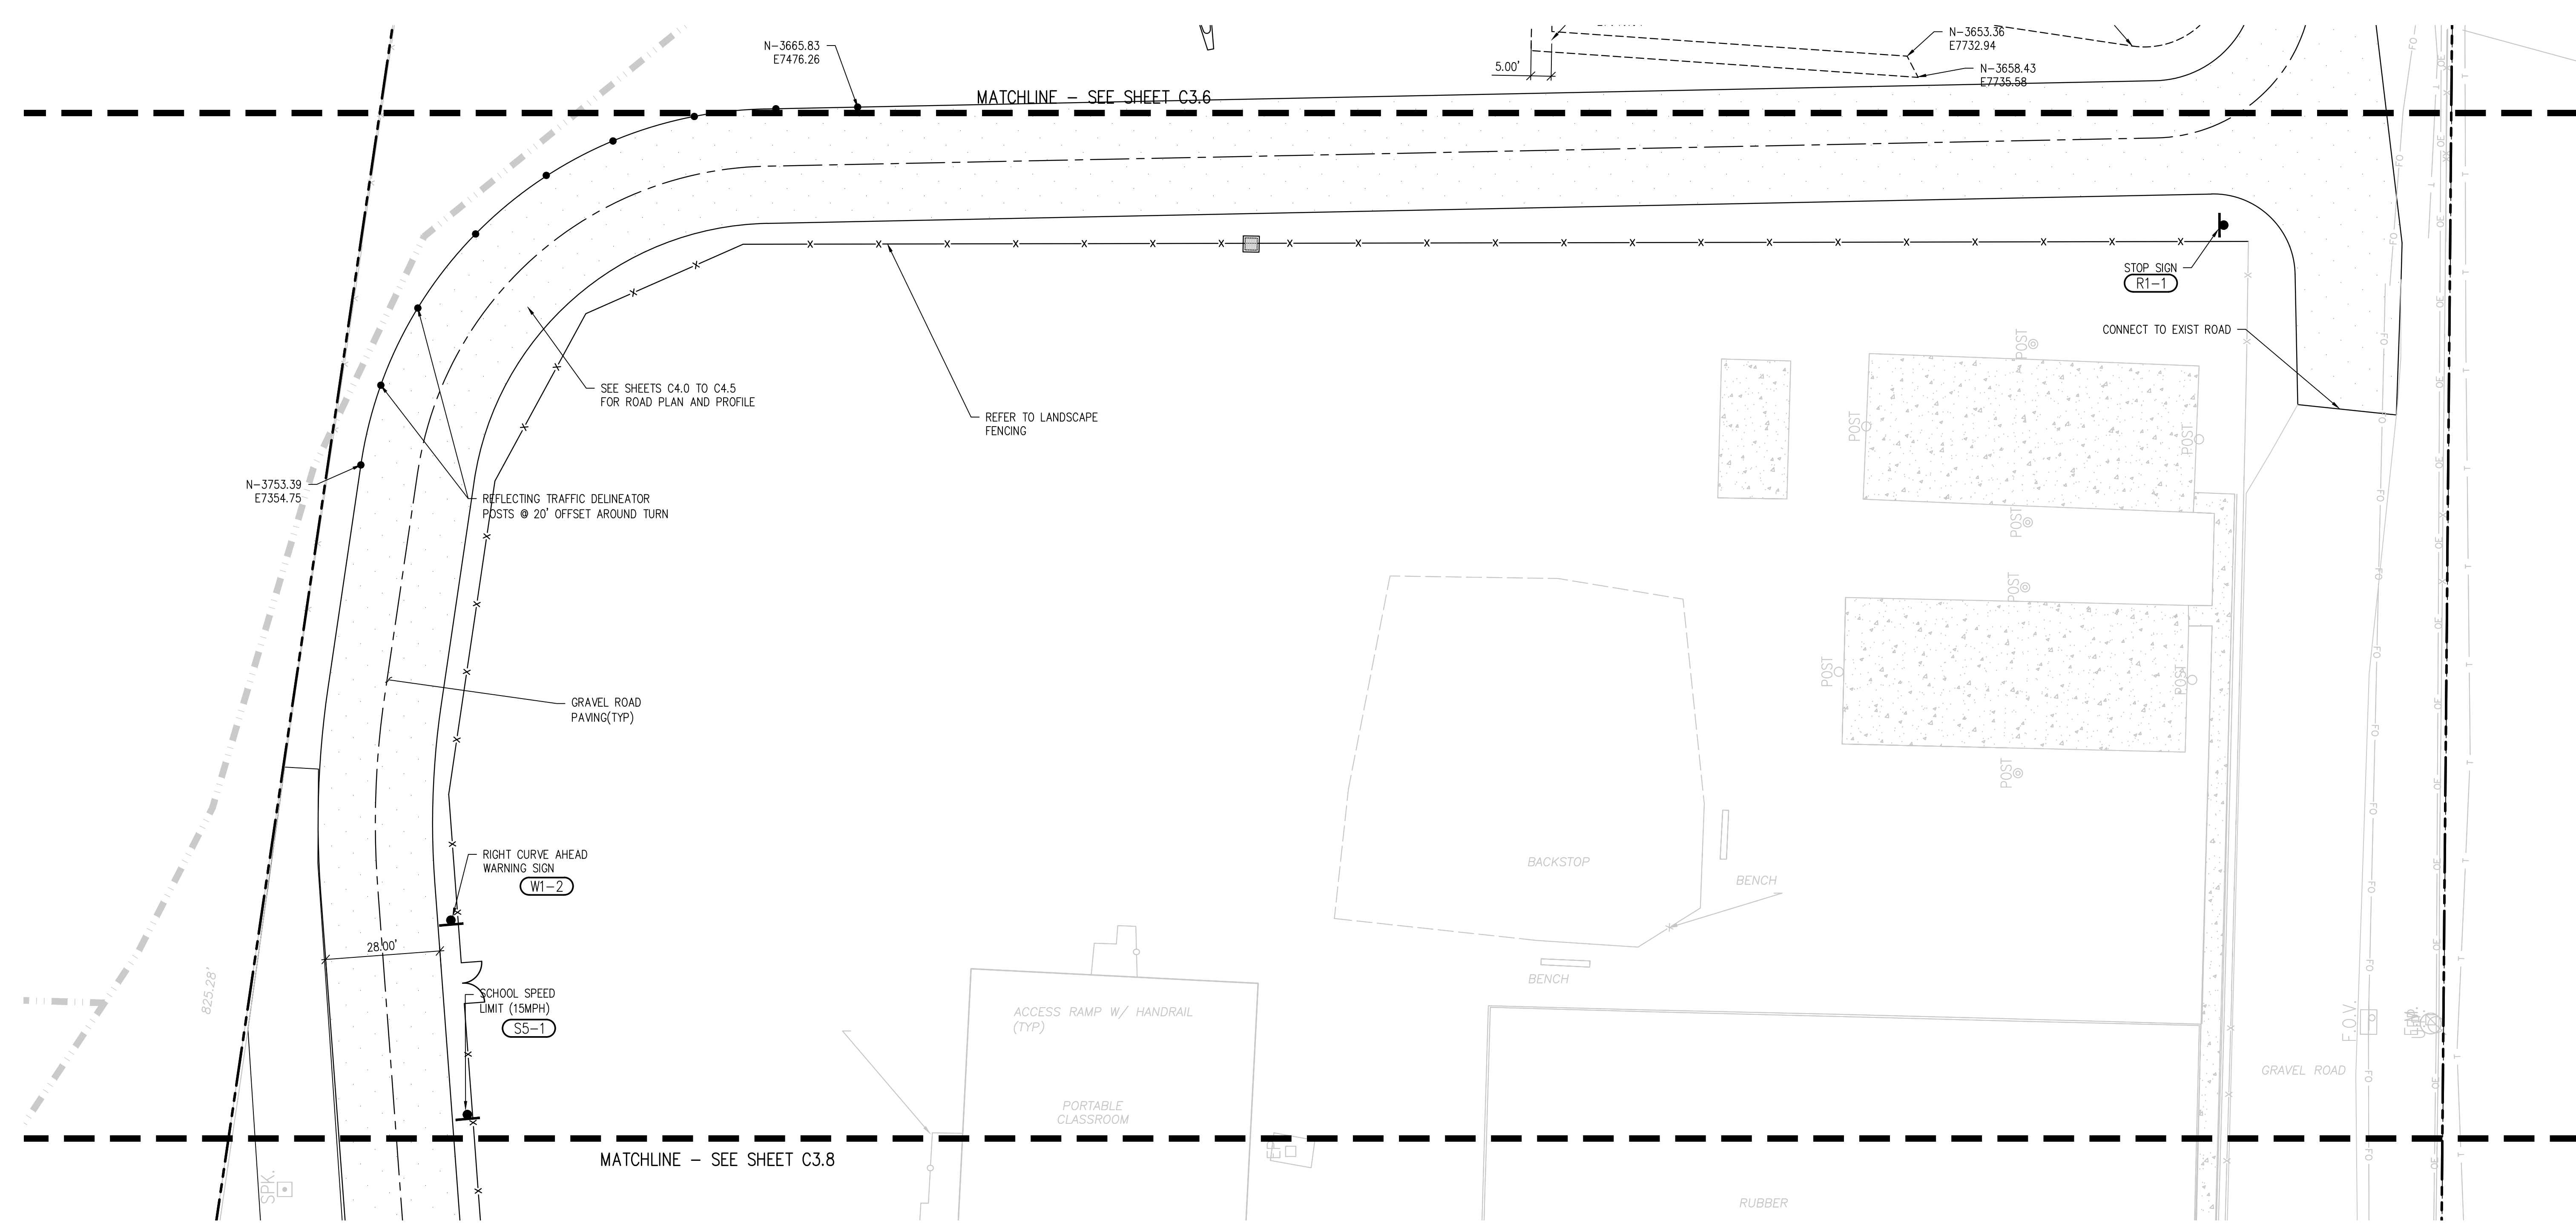 N-3665.83
E7476.26
MATCHLINE - SEE SHEET C3.6
5.00'
N-3653.36
E7732.94
N-3658.43
E7735.58
STOP SIGN
R1-1
CONNECT TO EXIST ROAD
SEE SHEETS C4.0 TO C4.5
FOR ROAD PLAN AND PROFILE
REFER TO LANDSCAPE
FENCING
N-3753.39
E7354.75
REFLECTING TRAFFIC DELINEATOR
POSTS @ 20' OFFSET AROUND TURN
POST
POST
POST
POST
POST
POST
POST
POST
GRAVEL ROAD
PAVING(TYP)
RIGHT CURVE AHEAD
WARNING SIGN
W1-2
28.00'
SCHOOL SPEED
LIMIT (15MPH)
S5-1
825.28'
BACKSTOP
BENCH
BENCH
ACCESS RAMP W/ HANDRAIL
(TYP)
PORTABLE
CLASSROOM
F.O.V.
GRAVEL ROAD
EP
MATCHLINE - SEE SHEET C3.8
SPK.
RUBBER